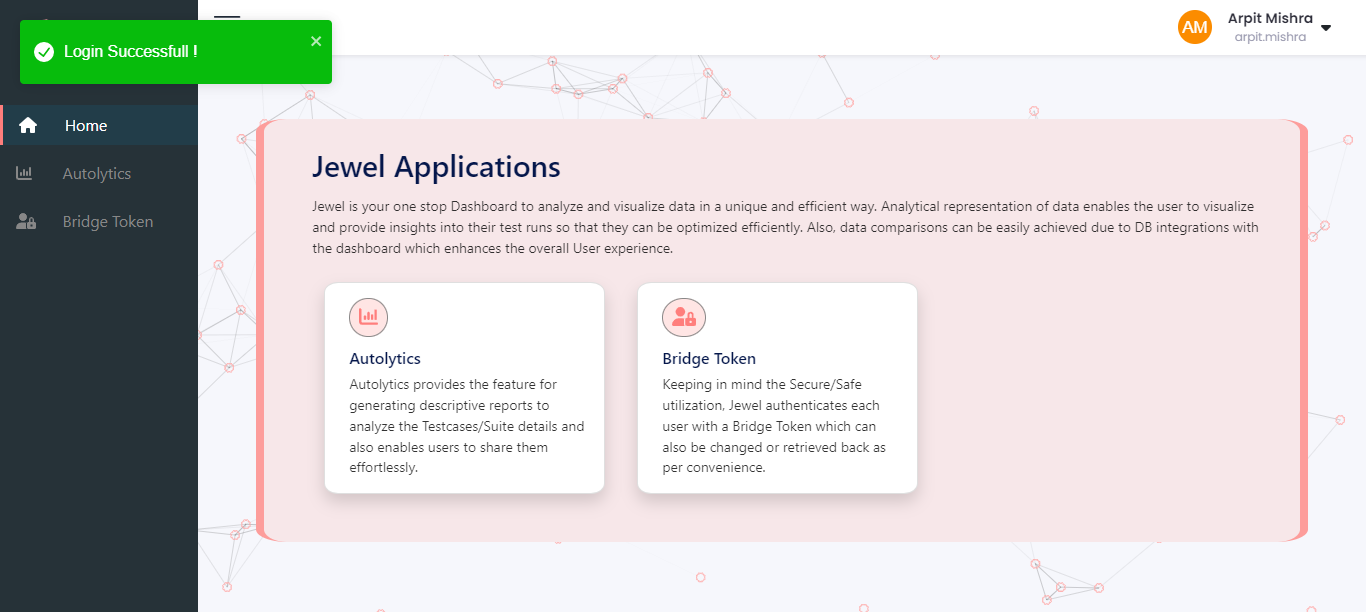 Login Successfull !
×
AM
Arpit Mishra
arpit.mishra
Home
Autolytics
Bridge Token
Jewel Applications
Jewel is your one stop Dashboard to analyze and visualize data in a unique and efficient way. Analytical representation of data enables the user to visualize
and provide insights into their test runs so that they can be optimized efficiently. Also, data comparisons can be easily achieved due to DB integrations with
the dashboard which enhances the overall User experience.
Autolytics
Autolytics provides the feature for
generating descriptive reports to
analyze the Testcases/Suite details and
also enables users to share them
effortlessly.
Bridge Token
Keeping in mind the Secure/Safe
utilization, Jewel authenticates each
user with a Bridge Token which can
also be changed or retrieved back as
per convenience.